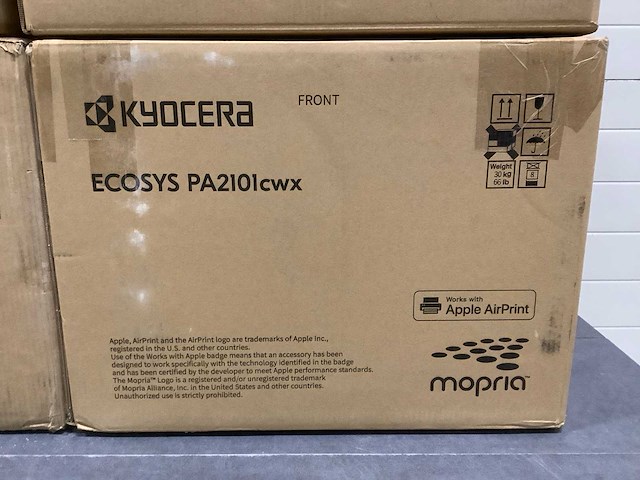 KYOCERA
FRONT
ECOSYS PA2101cwx
Weight
30 kg
66 lb
8
Works with
Apple AirPrint
Apple, AirPrint and the AirPrint logo are trademarks of Apple Inc.,
registered in the U.S. and other countries.
Use of the Works with Apple badge means that an accessory has been
designed to work specifically with the technology identified in the badge
and has been certified by the developer to meet Apple performance standards.
The Mopria™ Logo is a registered and/or unregistered trademark
of Mopria Alliance, Inc. in the United States and other countries.
Unauthorized use is strictly prohibited.
mopria™